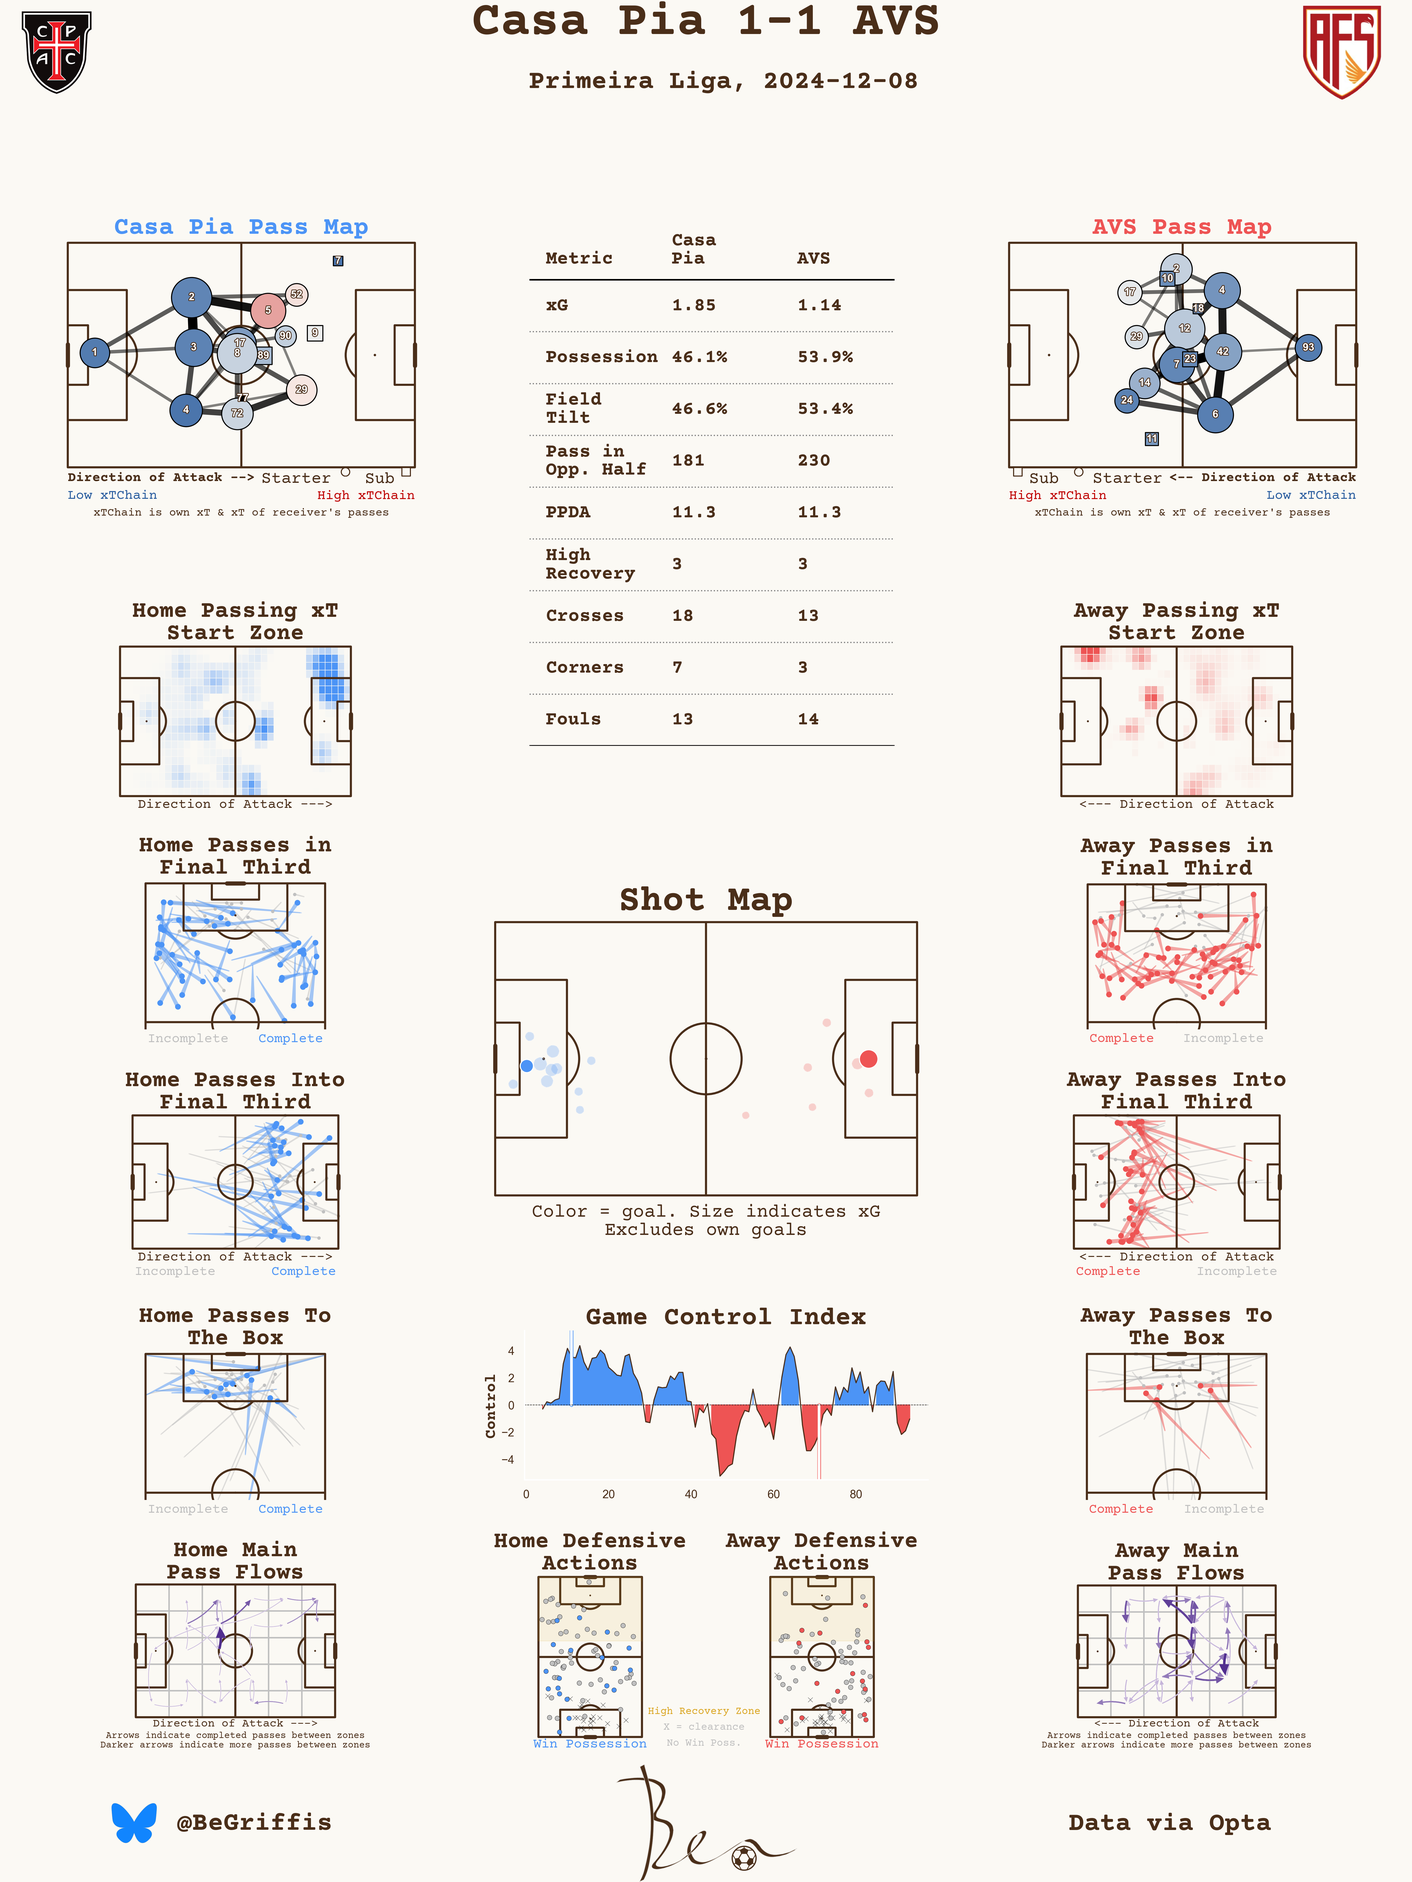 Casa Pia 1-1 AVS
Primeira Liga, 2024-12-08
C P
A C
AFS
Casa Pia Pass Map
7
2
52
5
90
9
17
8
89
3
1
29
77
4
72
Direction of Attack --> Starter Sub
Low xTChain High xTChain
xTChain is own xT & xT of receiver's passes
Metric Casa Pia AVS
xG 1.85 1.14
Possession 46.1% 53.9%
Field Tilt 46.6% 53.4%
Pass in Opp. Half 181 230
PPDA 11.3 11.3
High Recovery 3 3
Crosses 18 13
Corners 7 3
Fouls 13 14
AVS Pass Map
2
10
17
4
18
12
29
42
93
23
7
14
24
6
11
Sub Starter <-- Direction of Attack
High xTChain Low xTChain
xTChain is own xT & xT of receiver's passes
Home Passing xT
Start Zone
Direction of Attack --->
Away Passing xT
Start Zone
<--- Direction of Attack
Home Passes in
Final Third
Incomplete Complete
Away Passes in
Final Third
Complete Incomplete
Shot Map
Color = goal. Size indicates xG
Excludes own goals
Home Passes Into
Final Third
Direction of Attack --->
Incomplete Complete
Away Passes Into
Final Third
<--- Direction of Attack
Complete Incomplete
Home Passes To
The Box
Incomplete Complete
Game Control Index
Control
4
2
0
−2
−4
0 20 40 60 80
Away Passes To
The Box
Complete Incomplete
Home Main
Pass Flows
Direction of Attack --->
Arrows indicate completed passes between zones
Darker arrows indicate more passes between zones
Home Defensive
Actions
Win Possession
High Recovery Zone
X = clearance
No Win Poss.
Away Defensive
Actions
Win Possession
Away Main
Pass Flows
<--- Direction of Attack
Arrows indicate completed passes between zones
Darker arrows indicate more passes between zones
@BeGriffis
Ben
Data via Opta